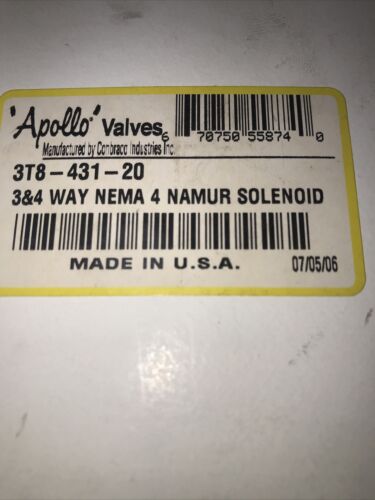 "Apollo" Valves
6 70750 55874 0
Manufactured by Conbraco Industries Inc.
3T8-431-20
3&4 WAY NEMA 4 NAMUR SOLENOID
MADE IN U.S.A. 07/05/06